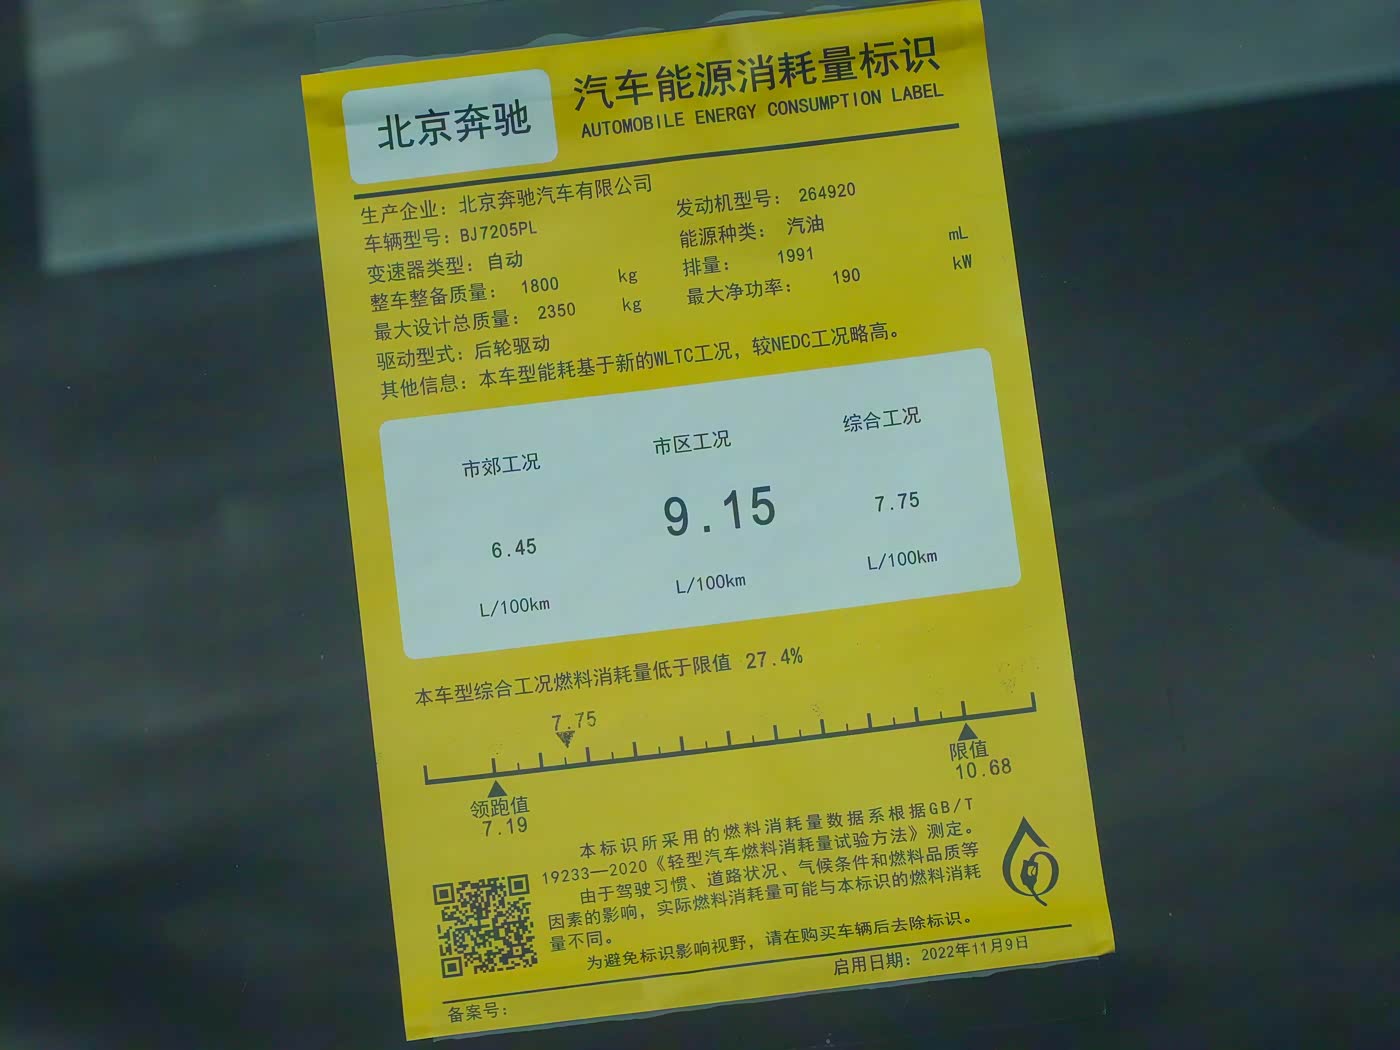 北京奔驰
汽车能源消耗量标识
AUTOMOBILE ENERGY CONSUMPTION LABEL
生产企业：北京奔驰汽车有限公司
车辆型号：BJ7205PL
变速器类型：自动
整车整备质量： 1800 kg
最大设计总质量： 2350 kg
驱动型式：后轮驱动
发动机型号： 264920
能源种类： 汽油
排量： 1991 mL
最大净功率： 190 kW
其他信息：本车型能耗基于新的WLTC工况，较NEDC工况略高。
市郊工况
6.45
L/100km
市区工况
9.15
L/100km
综合工况
7.75
L/100km
本车型综合工况燃料消耗量低于限值 27.4%
7.75
领跑值
7.19
限值
10.68
本标识所采用的燃料消耗量数据系根据GB/T
19233—2020《轻型汽车燃料消耗量试验方法》测定。
由于驾驶习惯、道路状况、气候条件和燃料品质等
因素的影响，实际燃料消耗量可能与本标识的燃料消耗
量不同。
为避免标识影响视野，请在购买车辆后去除标识。
启用日期：2022年11月9日
备案号：